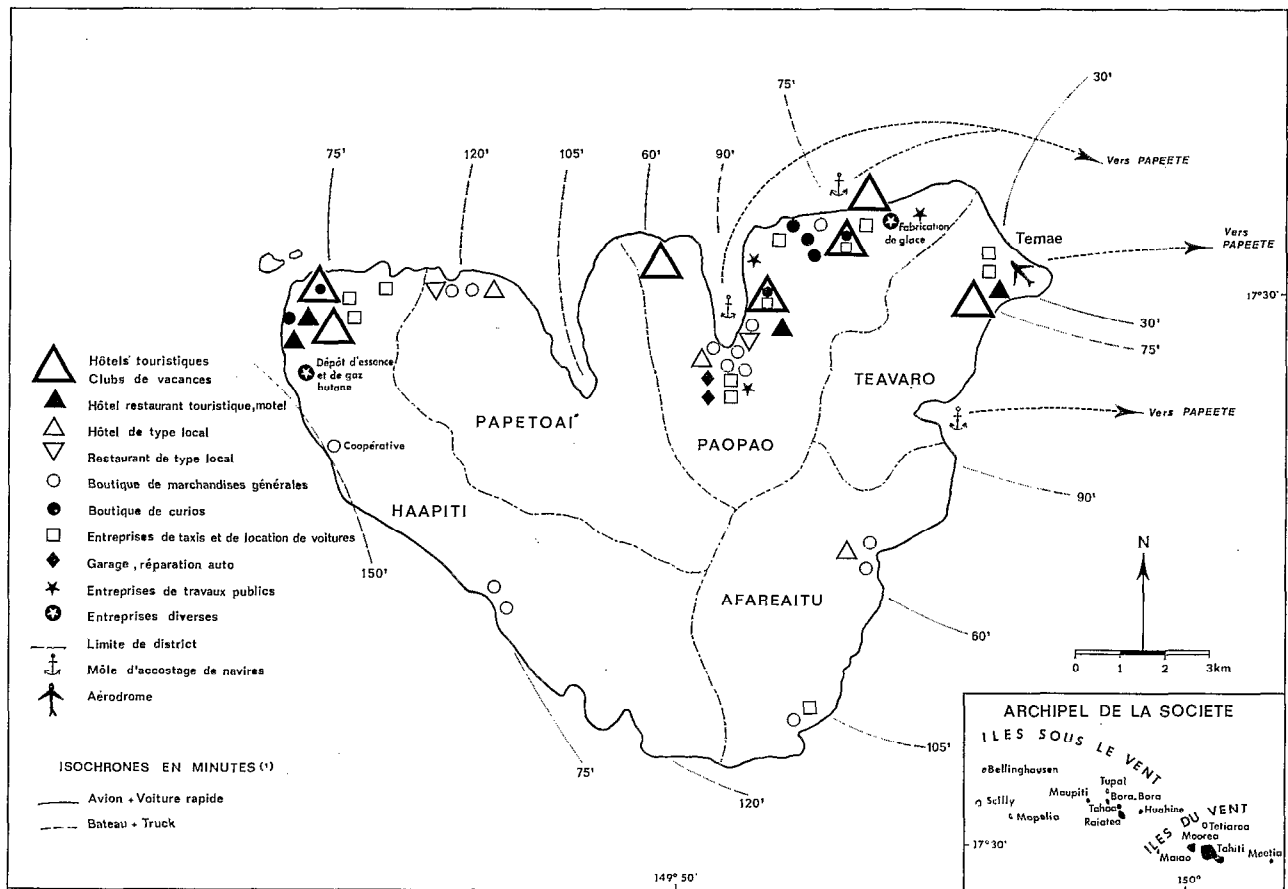 75'
120'
105'
60'
90'
75'
30'
Vers PAPEETE
Vers
PAPEETE
Temae
Fabrication
de glace
17°30'
30'
75'
Hôtels touristiques
Clubs de vacances
Hôtel restaurant touristique, motel
Hôtel de type local
Restaurant de type local
Boutique de marchandises générales
Boutique de curios
Entreprises de taxis et de location de voitures
Garage, réparation auto
Entreprises de travaux publics
Entreprises diverses
Limite de district
Môle d'accostage de navires
Aérodrome
ISOCHRONES EN MINUTES (1)
Avion + Voiture rapide
Bateau + Truck
Dépôt d'essence
et de gaz
butane
Coopérative
PAPETOAI
PAOPAO
TEAVARO
HAAPITI
AFAREAITU
Vers PAPEETE
90'
150'
60'
105'
75'
120'
N
0 1 2 3km
149° 50'
ARCHIPEL DE LA SOCIETE
ILES SOUS LE VENT
Bellinghausen
Scilly
Mopelia
Maupiti
Tupai
Bora-Bora
Tahaa
Raiatea
Huahine
ILES DU VENT
Tetiaroa
Moorea
Maiao
Tahiti
Meetia
17°30'
150°